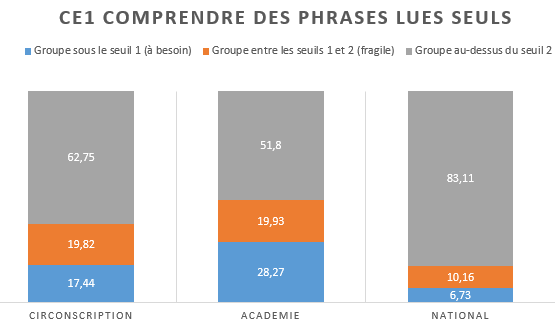 CE1 COMPRENDRE DES PHRASES LUES SEULS
Groupe sous le seuil 1 (à besoin) Groupe entre les seuils 1 et 2 (fragile) Groupe au-dessus du seuil 2
62,75 51,8 83,11
19,82 19,93 10,16
17,44 28,27 6,73
CIRCONSCRIPTION ACADEMIE NATIONAL